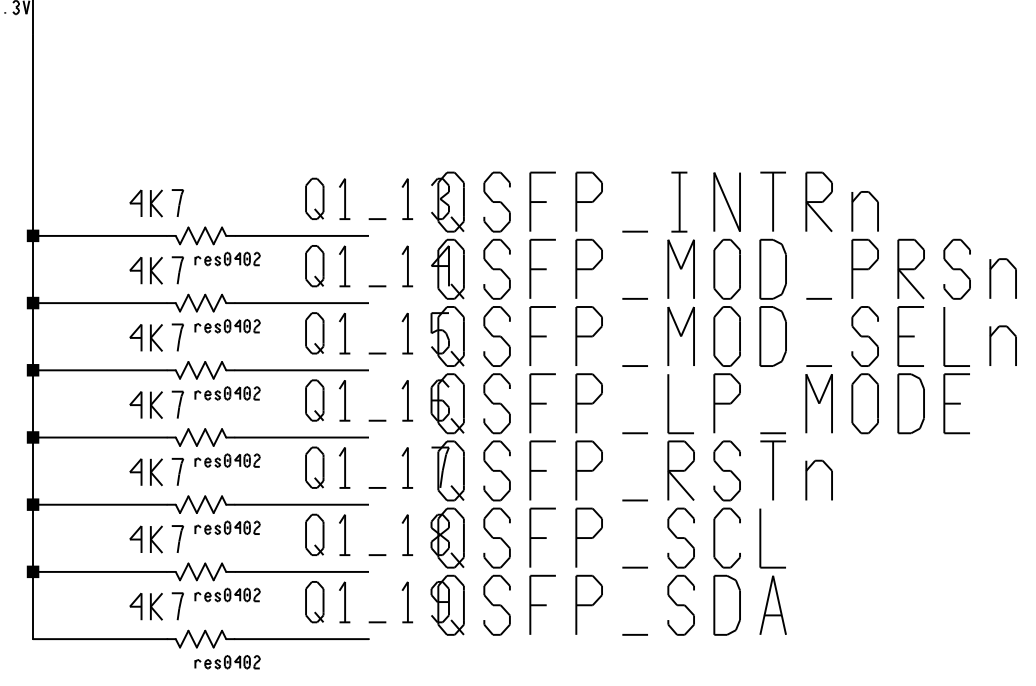 .3V
4K7 Q1_13 QSFP_INTRn
res0402
4K7 Q1_14 QSFP_MOD_PRSn
res0402
4K7 Q1_15 QSFP_MOD_SELn
res0402
4K7 Q1_16 QSFP_LP_MODE
res0402
4K7 Q1_17 QSFP_RSTn
res0402
4K7 Q1_18 QSFP_SCL
res0402
4K7 Q1_19 QSFP_SDA
res0402